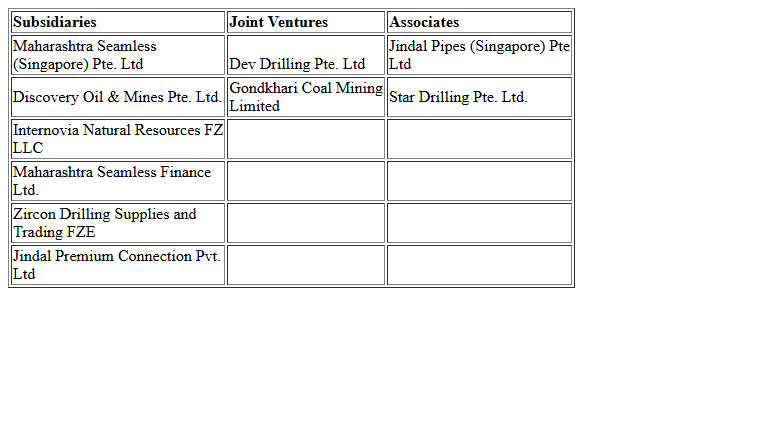 Subsidiaries Joint Ventures Associates
Maharashtra Seamless
(Singapore) Pte. Ltd
Dev Drilling Pte. Ltd
Jindal Pipes (Singapore) Pte
Ltd
Discovery Oil & Mines Pte. Ltd.
Gondkhari Coal Mining
Limited
Star Drilling Pte. Ltd.
Internovia Natural Resources FZ
LLC
Maharashtra Seamless Finance
Ltd.
Zircon Drilling Supplies and
Trading FZE
Jindal Premium Connection Pvt.
Ltd